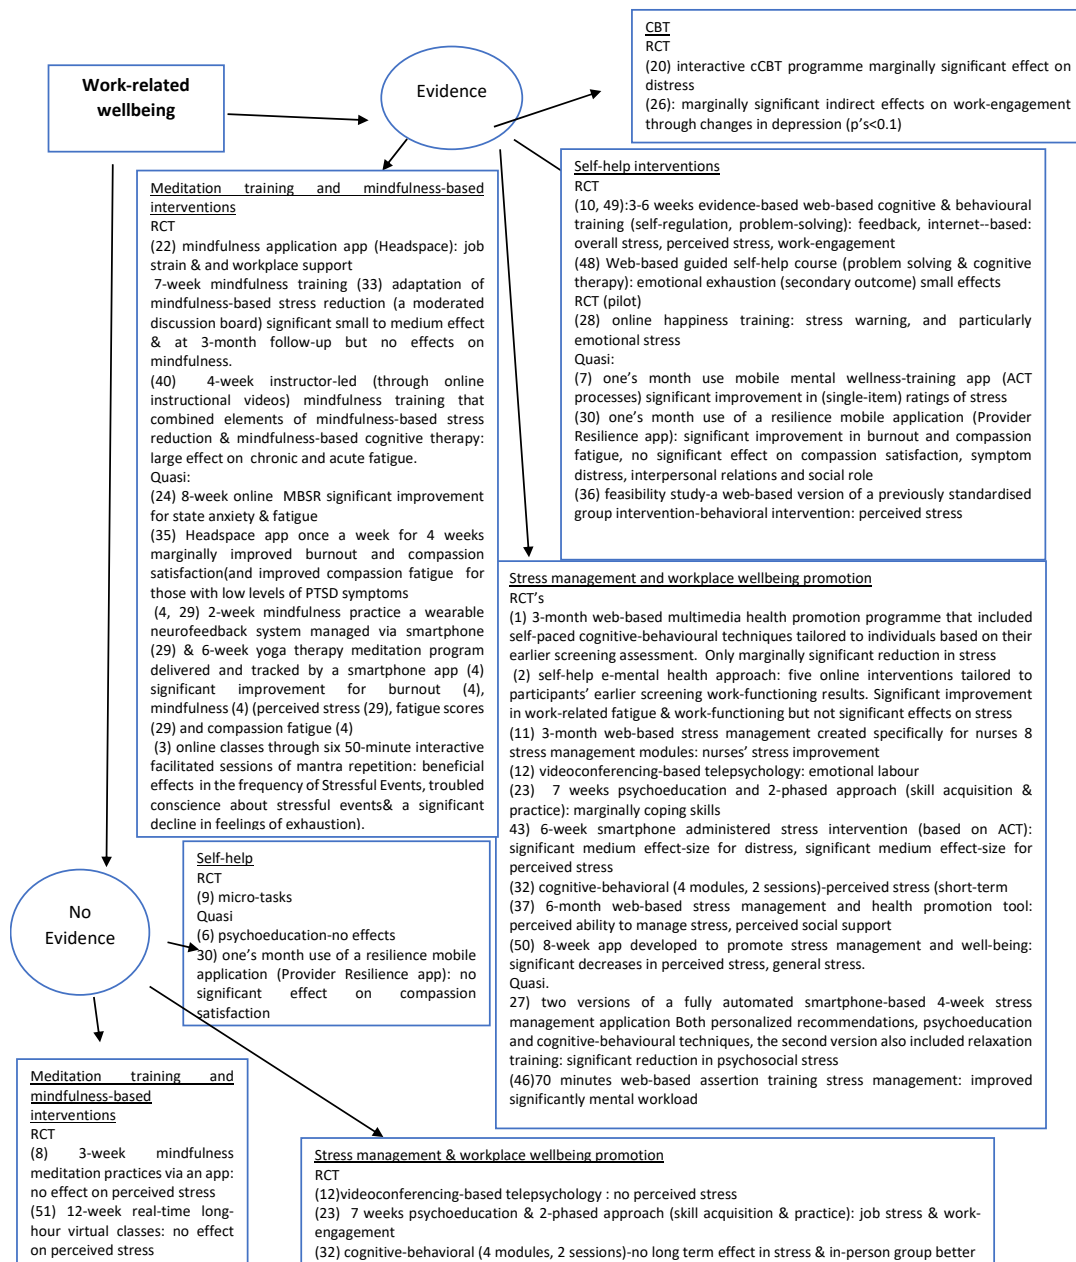 Work-related
wellbeing
Evidence
CBT
RCT
(20) interactive cCBT programme marginally significant effect on
distress
(26): marginally significant indirect effects on work-engagement
through changes in depression (p’s<0.1)
Meditation training and mindfulness-based
interventions
RCT
(22) mindfulness application app (Headspace): job
strain & and workplace support
7-week mindfulness training (33) adaptation of
mindfulness-based stress reduction (a moderated
discussion board) significant small to medium effect
& at 3-month follow-up but no effects on
mindfulness.
(40) 4-week instructor-led (through online
instructional videos) mindfulness training that
combined elements of mindfulness-based stress
reduction & mindfulness-based cognitive therapy:
large effect on chronic and acute fatigue.
Quasi:
(24) 8-week online MBSR significant improvement
for state anxiety & fatigue
(35) Headspace app once a week for 4 weeks
marginally improved burnout and compassion
satisfaction(and improved compassion fatigue for
those with low levels of PTSD symptoms
(4, 29) 2-week mindfulness practice a wearable
neurofeedback system managed via smartphone
(29) & 6-week yoga therapy meditation program
delivered and tracked by a smartphone app (4)
significant improvement for burnout (4),
mindfulness (4) (perceived stress (29), fatigue scores
(29) and compassion fatigue (4)
(3) online classes through six 50-minute interactive
facilitated sessions of mantra repetition: beneficial
effects in the frequency of Stressful Events, troubled
conscience about stressful events& a significant
decline in feelings of exhaustion).
Self-help interventions
RCT
(10, 49):3-6 weeks evidence-based web-based cognitive & behavioural
training (self-regulation, problem-solving): feedback, internet--based:
overall stress, perceived stress, work-engagement
(48) Web-based guided self-help course (problem solving & cognitive
therapy): emotional exhaustion (secondary outcome) small effects
RCT (pilot)
(28) online happiness training: stress warning, and particularly
emotional stress
Quasi:
(7) one’s month use mobile mental wellness-training app (ACT
processes) significant improvement in (single-item) ratings of stress
(30) one’s month use of a resilience mobile application (Provider
Resilience app): significant improvement in burnout and compassion
fatigue, no significant effect on compassion satisfaction, symptom
distress, interpersonal relations and social role
(36) feasibility study-a web-based version of a previously standardised
group intervention-behavioral intervention: perceived stress
Stress management and workplace wellbeing promotion
RCT’s
(1) 3-month web-based multimedia health promotion programme that included
self-paced cognitive-behavioural techniques tailored to individuals based on their
earlier screening assessment. Only marginally significant reduction in stress
(2) self-help e-mental health approach: five online interventions tailored to
participants’ earlier screening work-functioning results. Significant improvement
in work-related fatigue & work-functioning but not significant effects on stress
(11) 3-month web-based stress management created specifically for nurses 8
stress management modules: nurses’ stress improvement
(12) videoconferencing-based telepsychology: emotional labour
(23) 7 weeks psychoeducation and 2-phased approach (skill acquisition &
practice): marginally coping skills
43) 6-week smartphone administered stress intervention (based on ACT):
significant medium effect-size for distress, significant medium effect-size for
perceived stress
(32) cognitive-behavioral (4 modules, 2 sessions)-perceived stress (short-term
(37) 6-month web-based stress management and health promotion tool:
perceived ability to manage stress, perceived social support
(50) 8-week app developed to promote stress management and well-being:
significant decreases in perceived stress, general stress.
Quasi.
27) two versions of a fully automated smartphone-based 4-week stress
management application Both personalized recommendations, psychoeducation
and cognitive-behavioural techniques, the second version also included relaxation
training: significant reduction in psychosocial stress
(46)70 minutes web-based assertion training stress management: improved
significantly mental workload
No
Evidence
Self-help
RCT
(9) micro-tasks
Quasi
(6) psychoeducation-no effects
30) one’s month use of a resilience mobile
application (Provider Resilience app): no
significant effect on compassion
satisfaction
Meditation training and
mindfulness-based
interventions
RCT
(8) 3-week mindfulness
meditation practices via an app:
no effect on perceived stress
(51) 12-week real-time long-
hour virtual classes: no effect
on perceived stress
Stress management & workplace wellbeing promotion
RCT
(12)videoconferencing-based telepsychology : no perceived stress
(23) 7 weeks psychoeducation & 2-phased approach (skill acquisition & practice): job stress & work-
engagement
(32) cognitive-behavioral (4 modules, 2 sessions)-no long term effect in stress & in-person group better